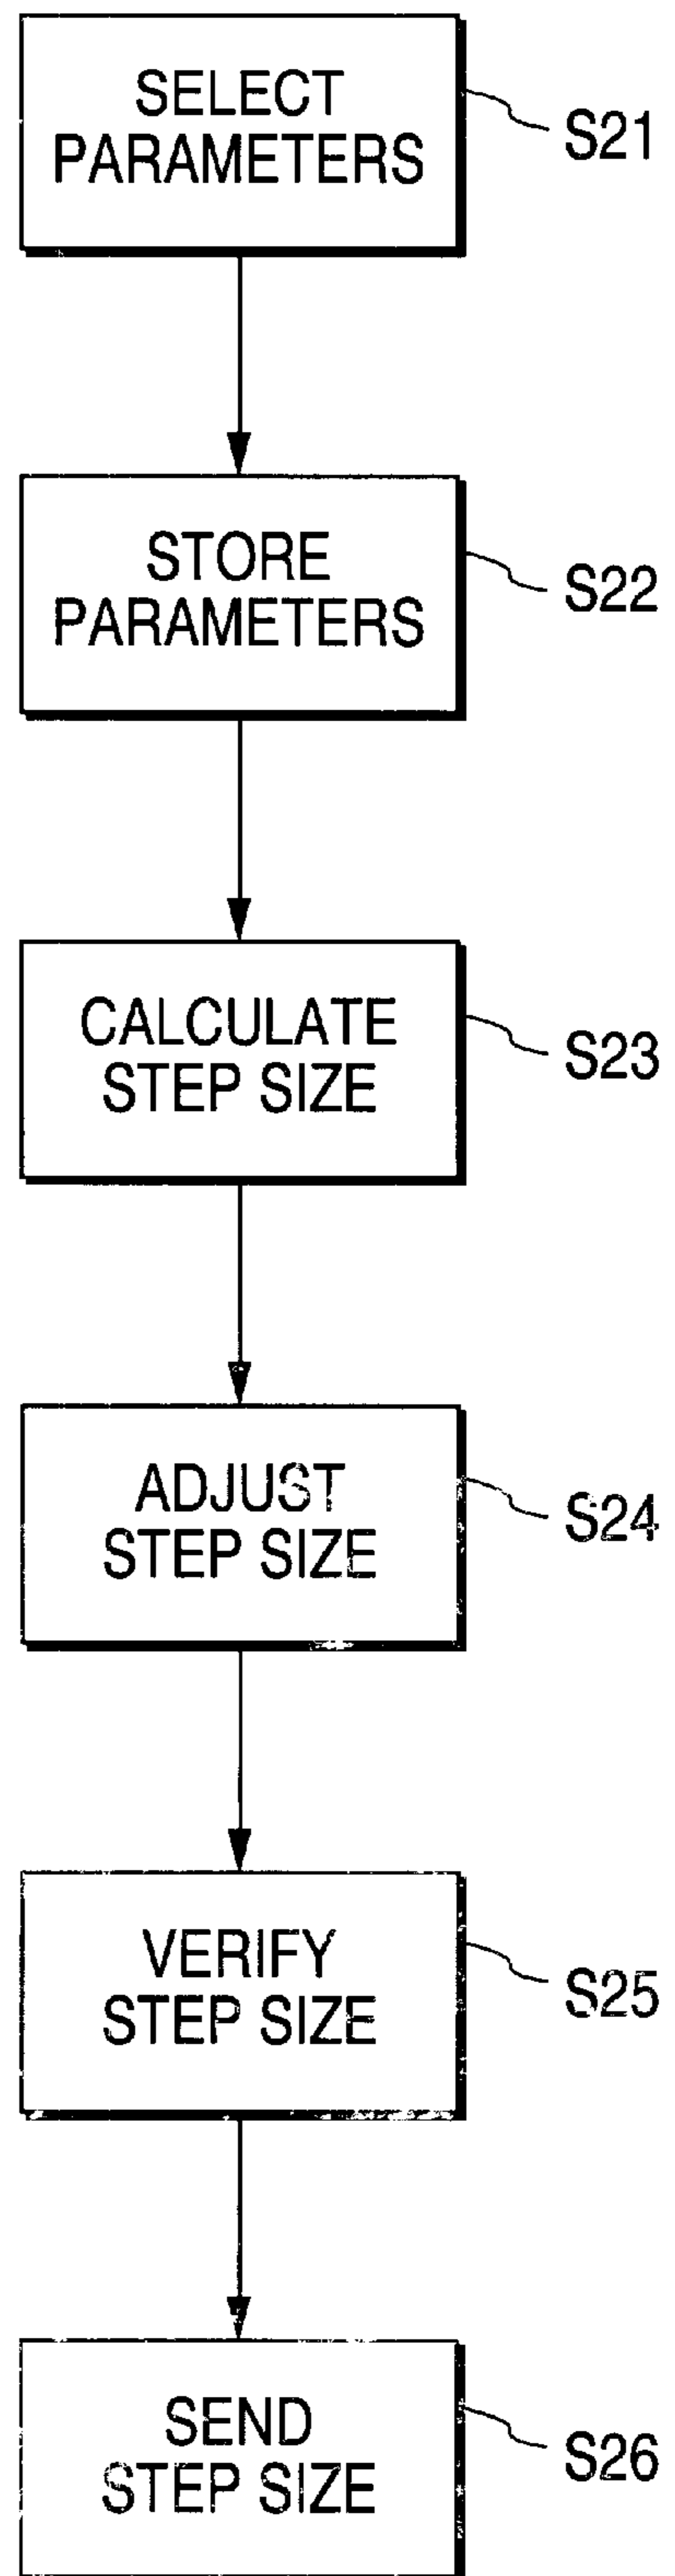 SELECT
PARAMETERS
S21
STORE
PARAMETERS
S22
CALCULATE
STEP SIZE
S23
ADJUST
STEP SIZE
S24
VERIFY
STEP SIZE
S25
SEND
STEP SIZE
S26